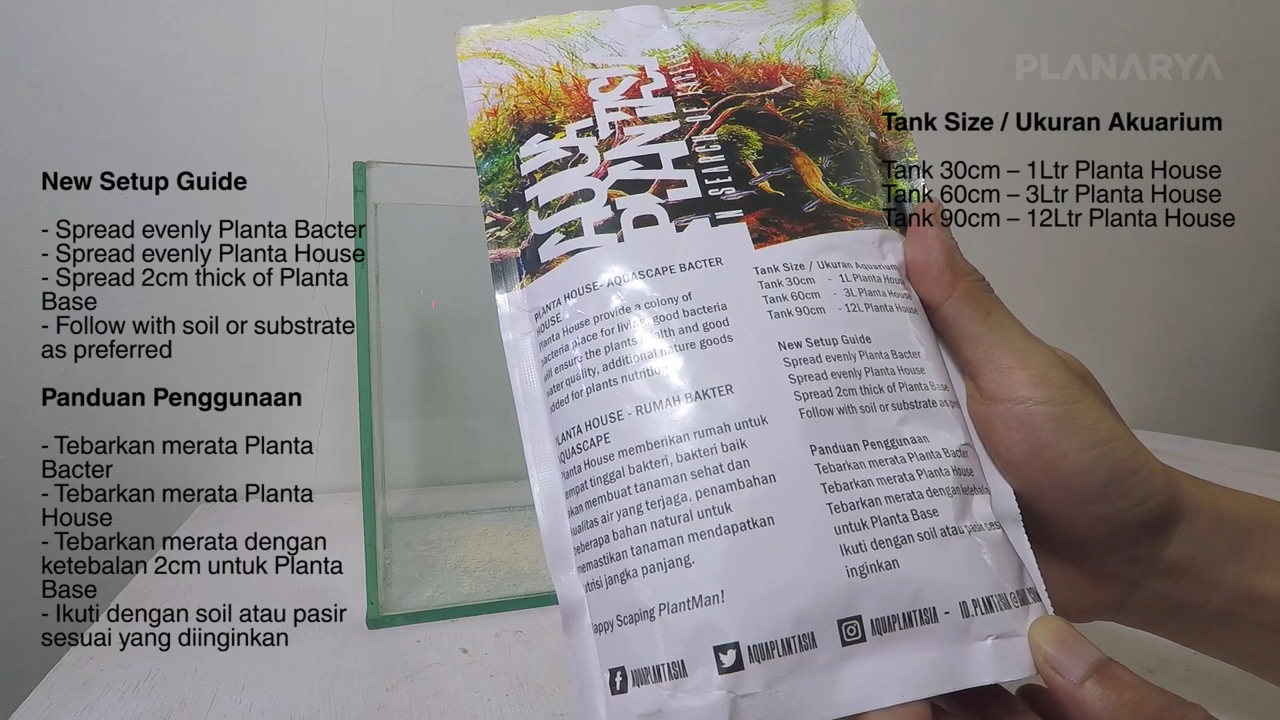 PLANARYA
New Setup Guide
- Spread evenly Planta Bacter
- Spread evenly Planta House
- Spread 2cm thick of Planta
Base
- Follow with soil or substrate
as preferred
Panduan Penggunaan
- Tebarkan merata Planta
Bacter
- Tebarkan merata Planta
House
- Tebarkan merata dengan
ketebalan 2cm untuk Planta
Base
- Ikuti dengan soil atau pasir
sesuai yang diinginkan
Tank Size / Ukuran Akuarium
Tank 30cm – 1Ltr Planta House
Tank 60cm – 3Ltr Planta House
Tank 90cm – 12Ltr Planta House
PLANTA HOUSE- AQUASCAPE BACTER
HOUSE
Planta House provide a colony of
bacteria place for living, good bacteria
will ensure the plants health and good
water quality, additional nature goods
added for plants nutrition
PLANTA HOUSE - RUMAH BAKTER
AQUASCAPE
Planta House memberikan rumah untuk
empat tinggal bakteri, bakteri baik
akan membuat tanaman sehat dan
kualitas air yang terjaga, penambahan
beberapa bahan natural untuk
memastikan tanaman mendapatkan
utrisi jangka panjang.
appy Scaping PlantMan!
Tank Size / Ukuran Aquarium
Tank 30cm - 1L Planta House
Tank 60cm - 3L Planta House
Tank 90cm - 12L Planta House
New Setup Guide
Spread evenly Planta Bacter
Spread evenly Planta House
Spread 2cm thick of Planta Base
Follow with soil or substrate as pre
Panduan Penggunaan
Tebarkan merata Planta Bacter
Tebarkan merata Planta House
Tebarkan merata dengan ketebala
untuk Planta Base
Ikuti dengan soil atau pasir ses
inginkan
AQUAPLANTASIA
AQUAPLANTASIA
AQUAPLANTASIA - ID.PLANTASIA@